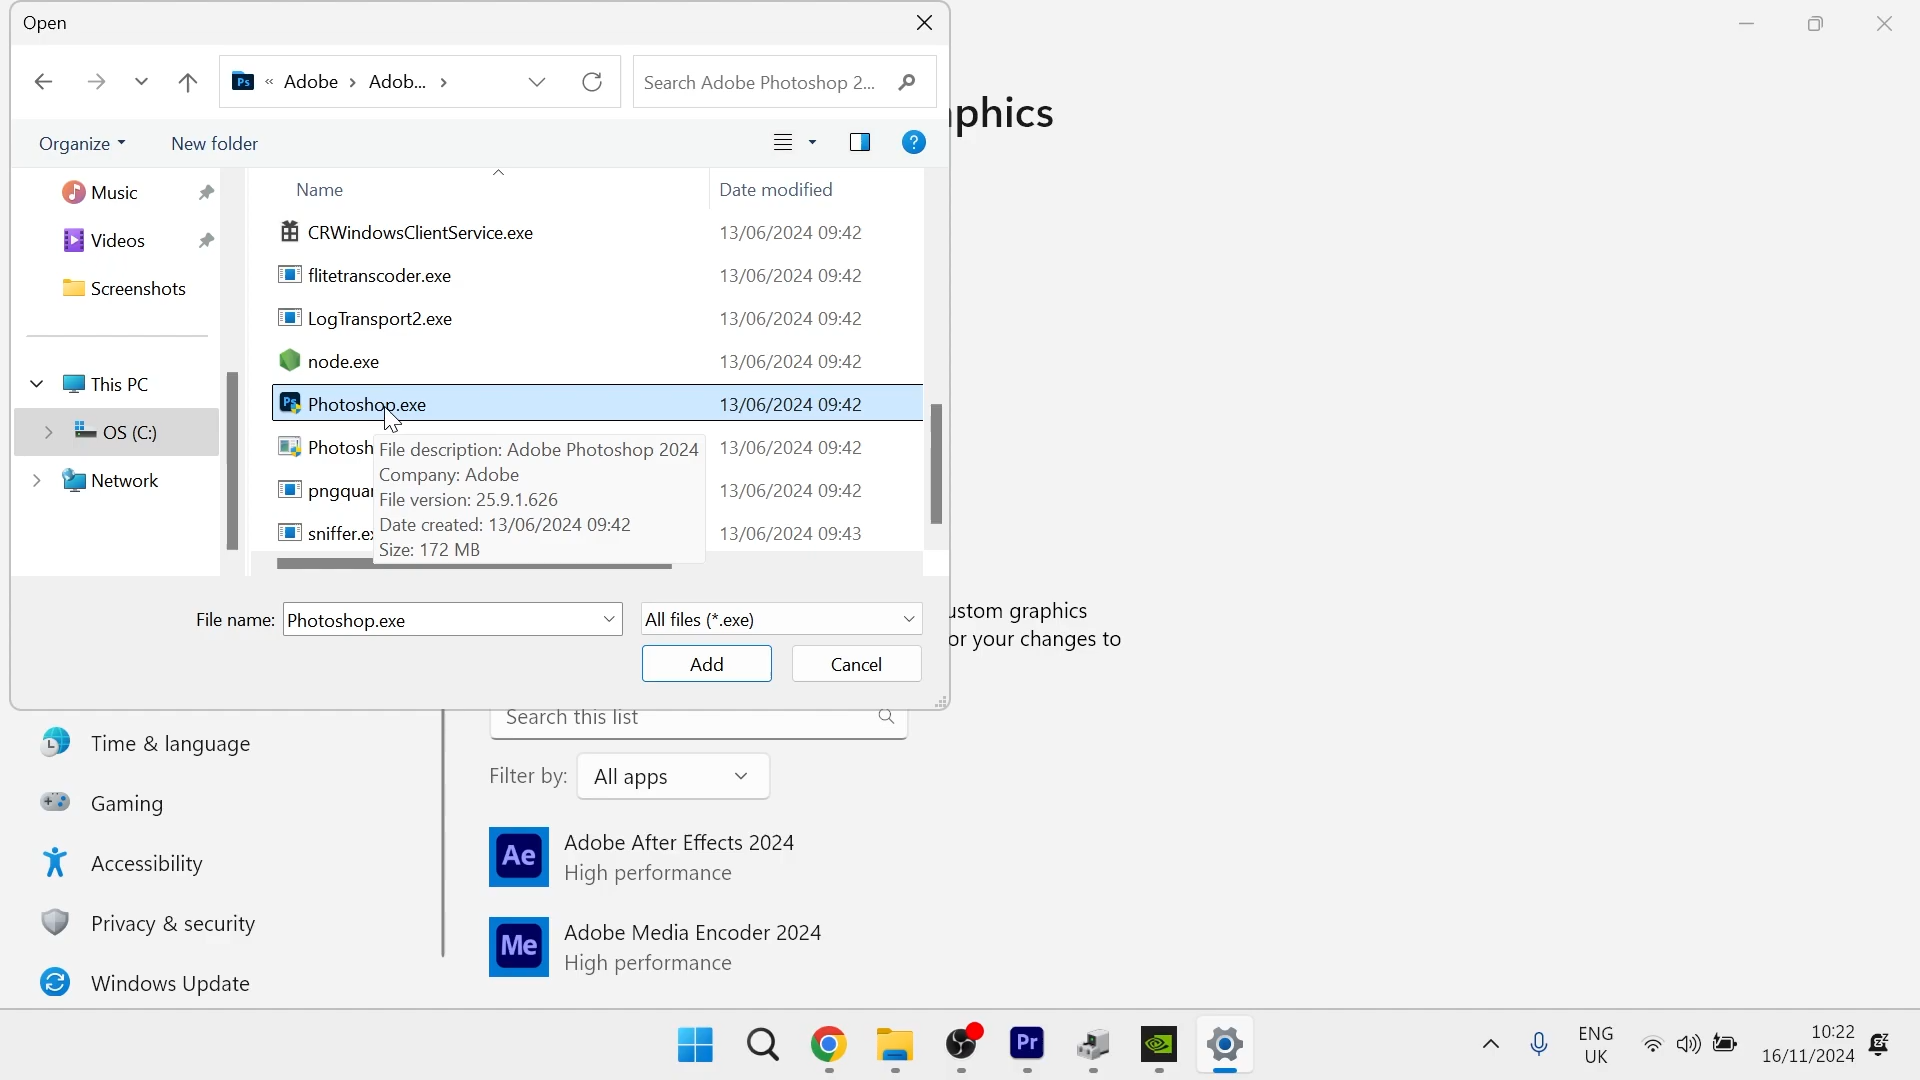 Open
Ps « Adobe › Adob... ›
Search Adobe Photoshop 2...
phics
Organize
New folder
?
Name
Date modified
Music
Videos
Screenshots
This PC
OS (C:)
Network
CRWindowsClientService.exe 13/06/2024 09:42
flitetranscoder.exe 13/06/2024 09:42
LogTransport2.exe 13/06/2024 09:42
node.exe 13/06/2024 09:42
Ps Photoshop.exe 13/06/2024 09:42
Photosh 13/06/2024 09:42
pngqua 13/06/2024 09:42
sniffer.ex 13/06/2024 09:43
File description: Adobe Photoshop 2024
Company: Adobe
File version: 25.9.1.626
Date created: 13/06/2024 09:42
Size: 172 MB
File name: Photoshop.exe
All files (*.exe)
Add
Cancel
ustom graphics
or your changes to
Time & language
Gaming
Accessibility
Privacy & security
Windows Update
Search this list
Filter by: All apps
Ae
Adobe After Effects 2024
High performance
Me
Adobe Media Encoder 2024
High performance
Pr
ENG
UK
10:22
16/11/2024